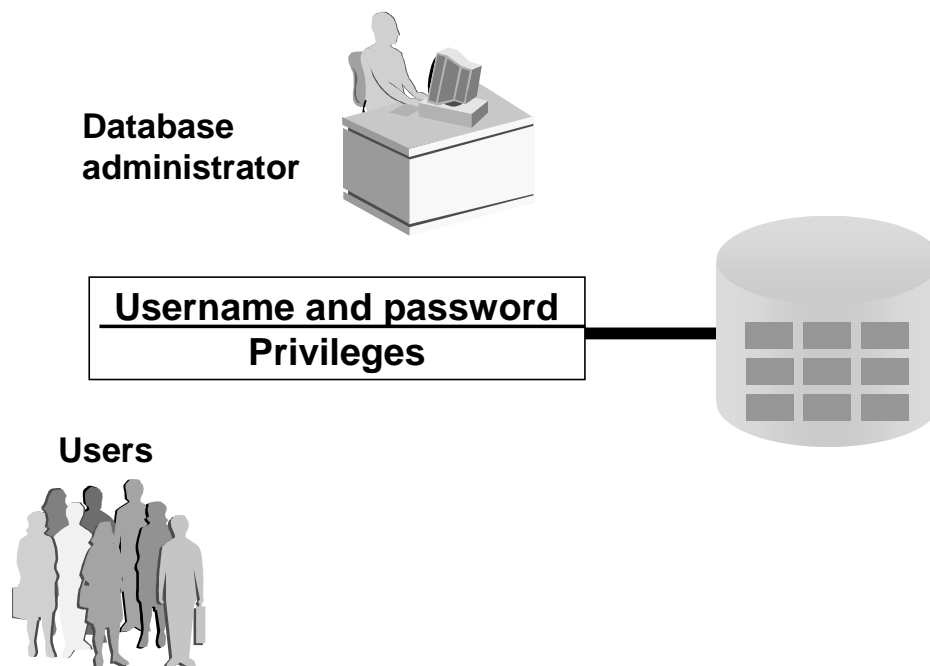 Database
administrator
Username and password
Privileges
Users